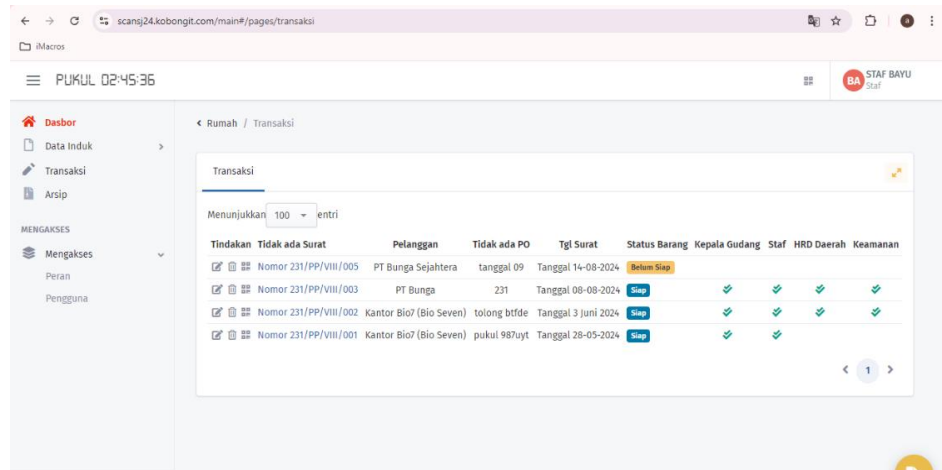 scansj24.kobongit.com/main#/pages/transaksi
a
iMacros
PUKUL 02:45:36
BA STAF BAYU
Staf
Dasbor
Data Induk
Transaksi
Arsip
MENGAKSES
Mengakses
Peran
Pengguna
Rumah / Transaksi
Transaksi
Menunjukkan 100 entri
Tindakan Tidak ada Surat Pelanggan Tidak ada PO Tgl Surat Status Barang Kepala Gudang Staf HRD Daerah Keamanan
Nomor 231/PP/VIII/005 PT Bunga Sejahtera tanggal 09 Tanggal 14-08-2024 Belum Siap
Nomor 231/PP/VIII/003 PT Bunga 231 Tanggal 08-08-2024 Siap
Nomor 231/PP/VIII/002 Kantor Bio7 (Bio Seven) tolong btfde Tanggal 3 Juni 2024 Siap
Nomor 231/PP/VIII/001 Kantor Bio7 (Bio Seven) pukul 987uyt Tanggal 28-05-2024 Siap
1